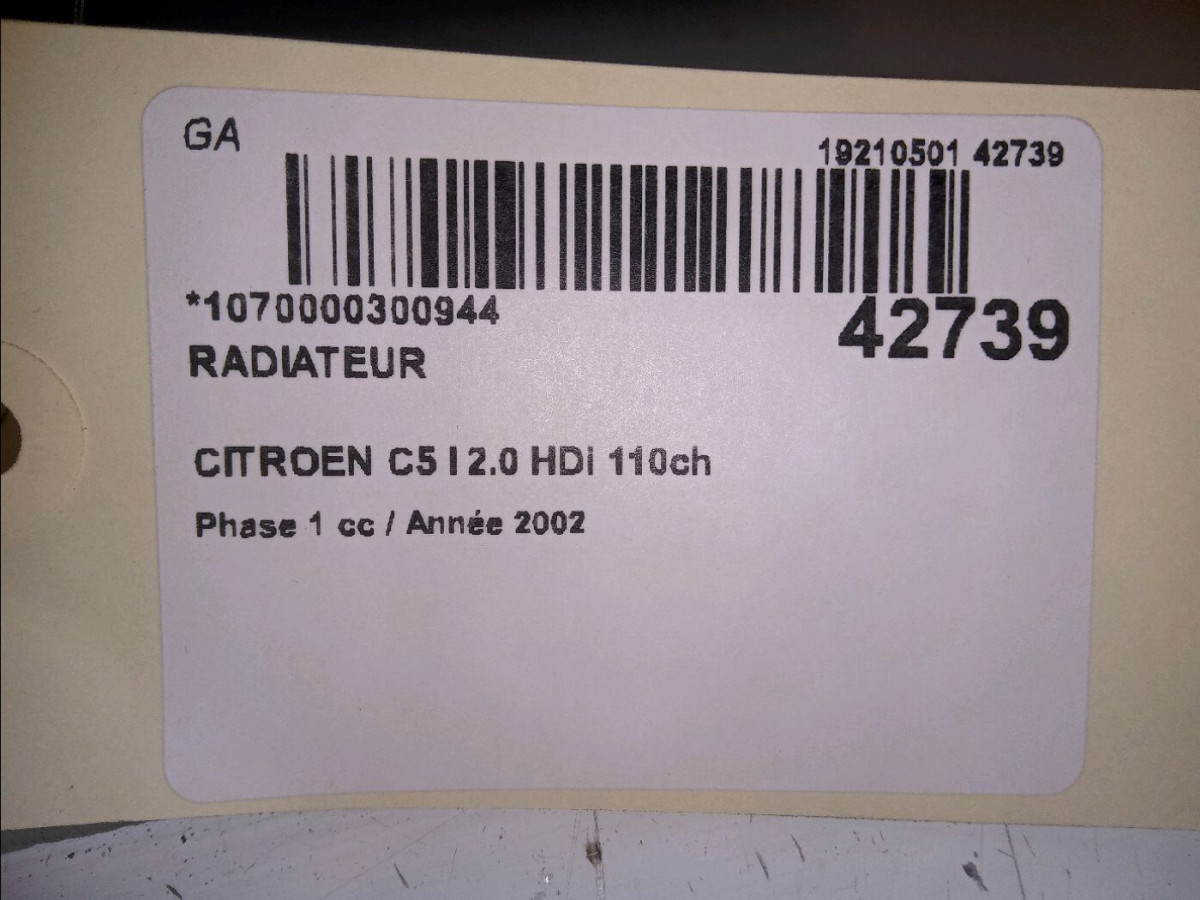 GA
19210501 42739
*1070000300944
42739
RADIATEUR
CITROEN C5 I 2.0 HDi 110ch
Phase 1 cc / Année 2002